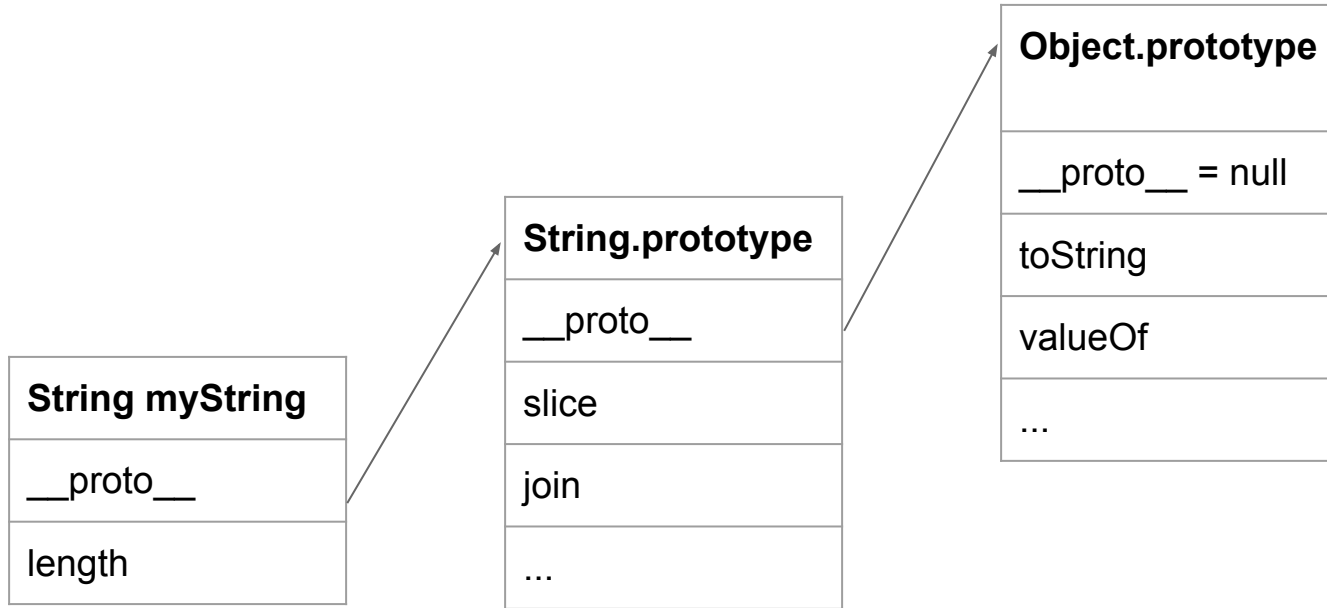 String myString
__proto__
length
String.prototype
__proto__
slice
join
...
Object.prototype
__proto__ = null
toString
valueOf
...